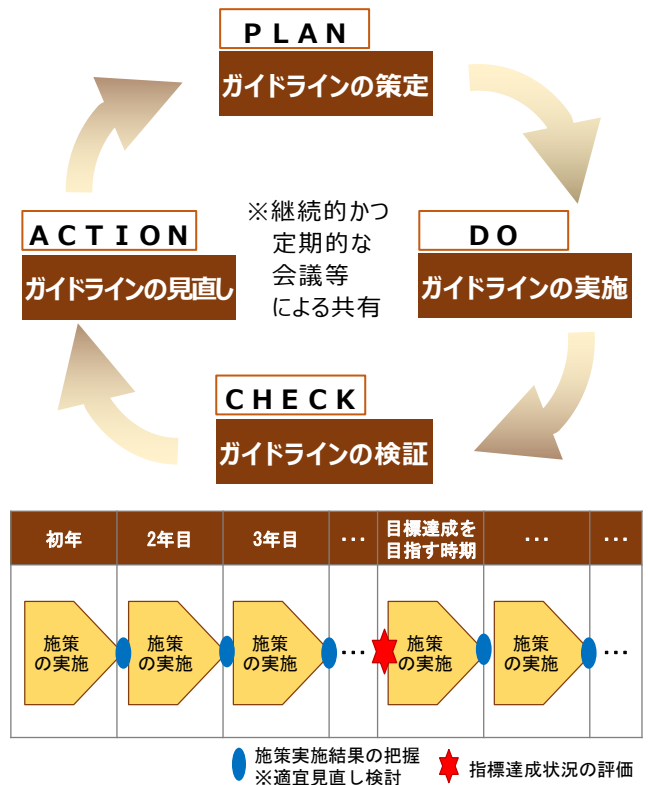 PLAN
ガイドラインの策定
ACTION
ガイドラインの見直し
※継続的かつ
定期的な
会議等
による共有
DO
ガイドラインの実施
CHECK
ガイドラインの検証
初年
2年目
3年目
･･･
目標達成を
目指す時期
･･･
･･･
施策
の実施
施策
の実施
施策
の実施
･･･
施策
の実施
施策
の実施
･･･
施策実施結果の把握
※適宜見直し検討
指標達成状況の評価